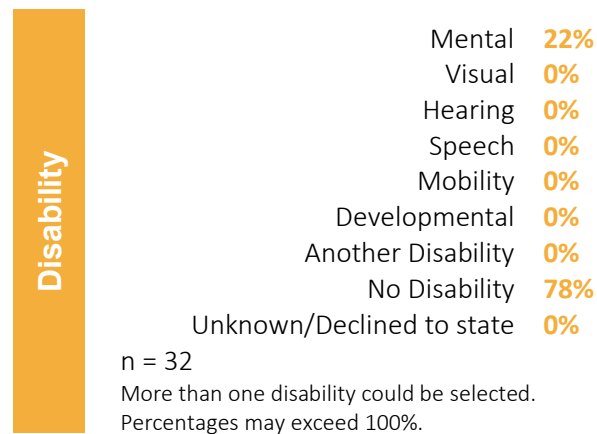 Disability
Mental 22%
Visual 0%
Hearing 0%
Speech 0%
Mobility 0%
Developmental 0%
Another Disability 0%
No Disability 78%
Unknown/Declined to state 0%
n = 32
More than one disability could be selected.
Percentages may exceed 100%.